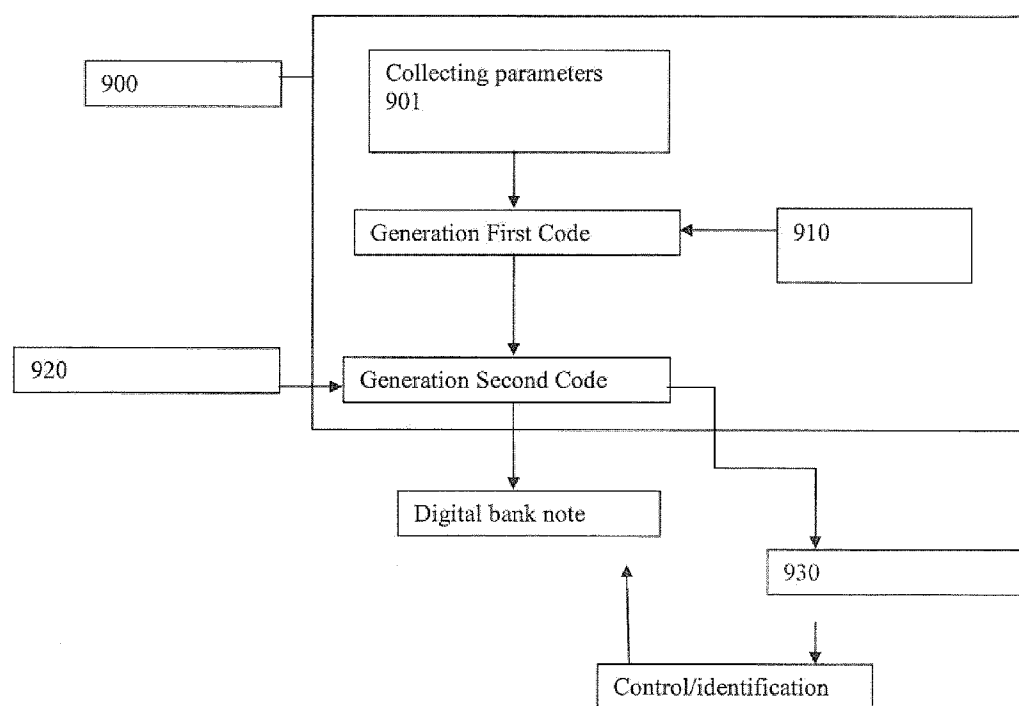 Collecting parameters
901
900
Generation First Code
910
920
Generation Second Code
Digital bank note
930
Control/identification